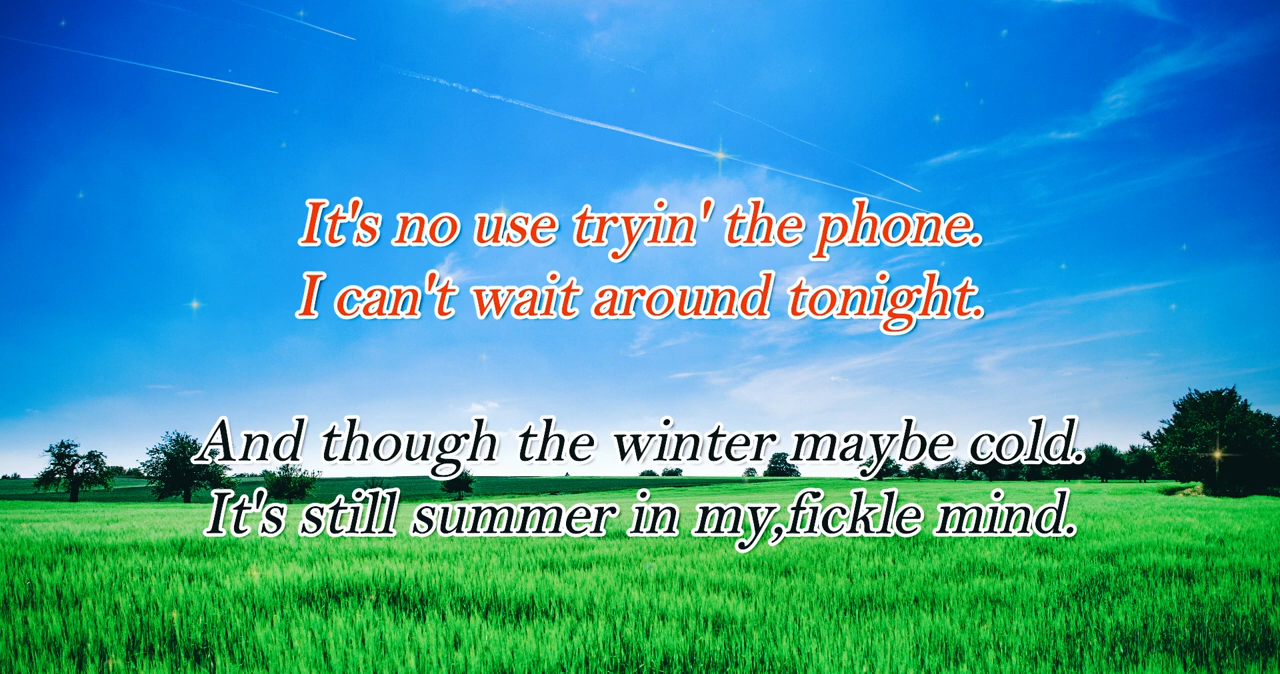 It's no use tryin' the phone.
I can't wait around tonight.
And though the winter maybe cold.
It's still summer in my,fickle mind.